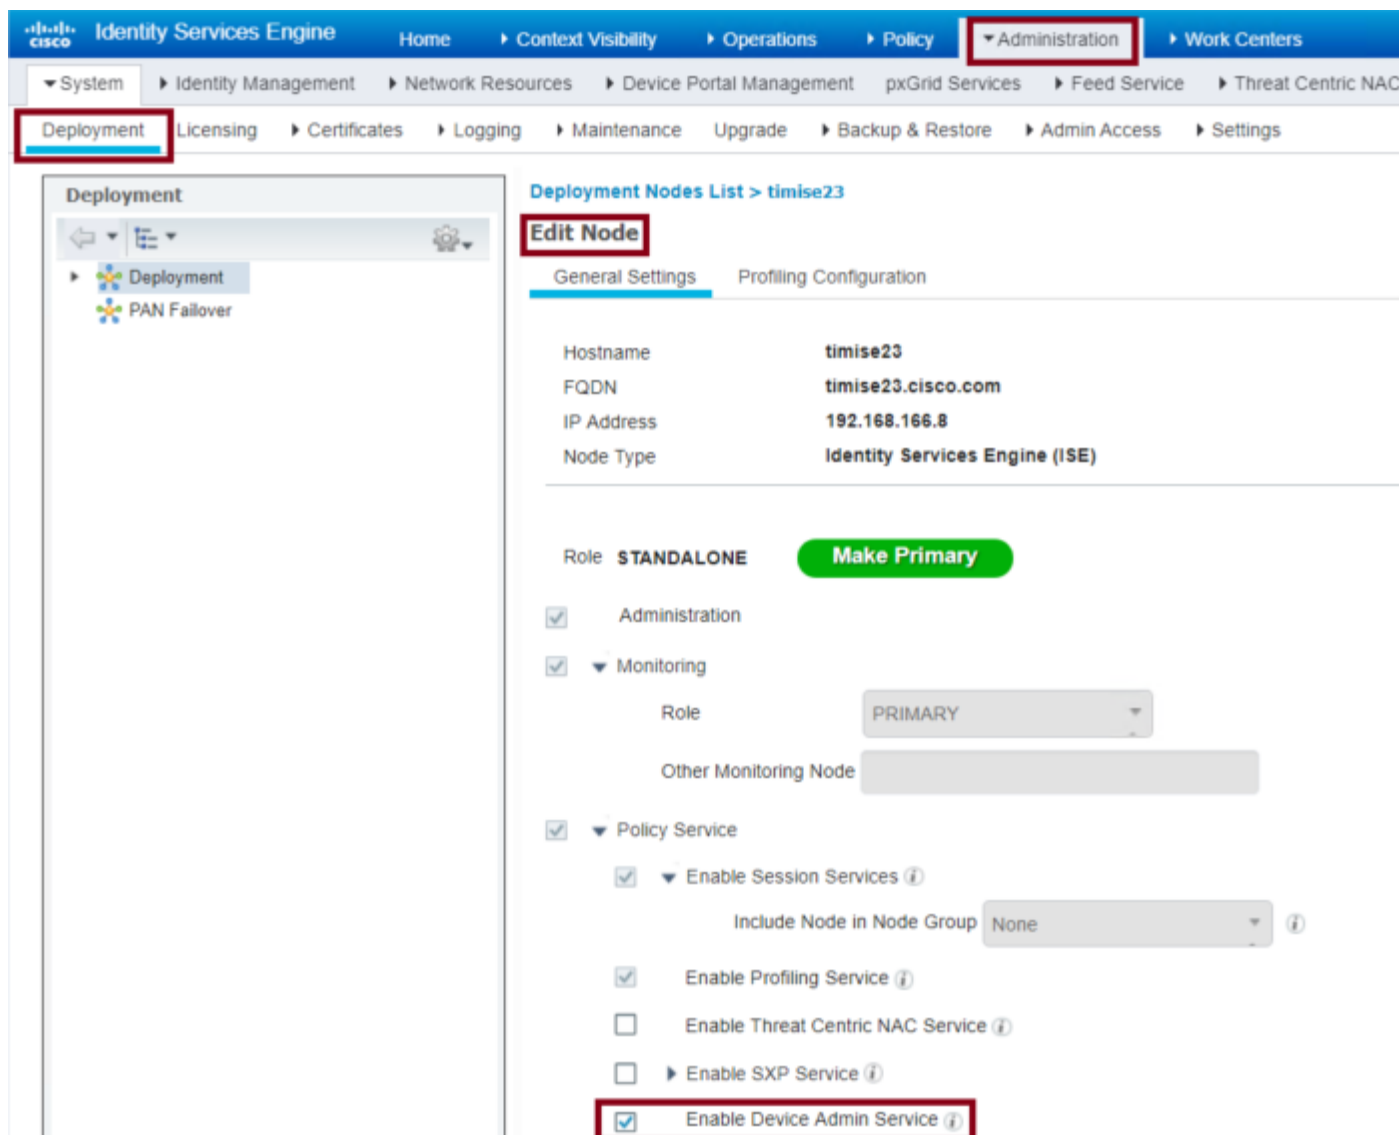 cisco Identity Services Engine Home Context Visibility Operations Policy Administration Work Centers
System Identity Management Network Resources Device Portal Management pxGrid Services Feed Service Threat Centric NAC
Deployment Licensing Certificates Logging Maintenance Upgrade Backup & Restore Admin Access Settings
Deployment
Deployment
PAN Failover
Deployment Nodes List > timise23
Edit Node
General Settings Profiling Configuration
Hostname timise23
FQDN timise23.cisco.com
IP Address 192.168.166.8
Node Type Identity Services Engine (ISE)
Role STANDALONE Make Primary
Administration
Monitoring
Role PRIMARY
Other Monitoring Node
Policy Service
Enable Session Services
Include Node in Node Group None
Enable Profiling Service
Enable Threat Centric NAC Service
Enable SXP Service
Enable Device Admin Service